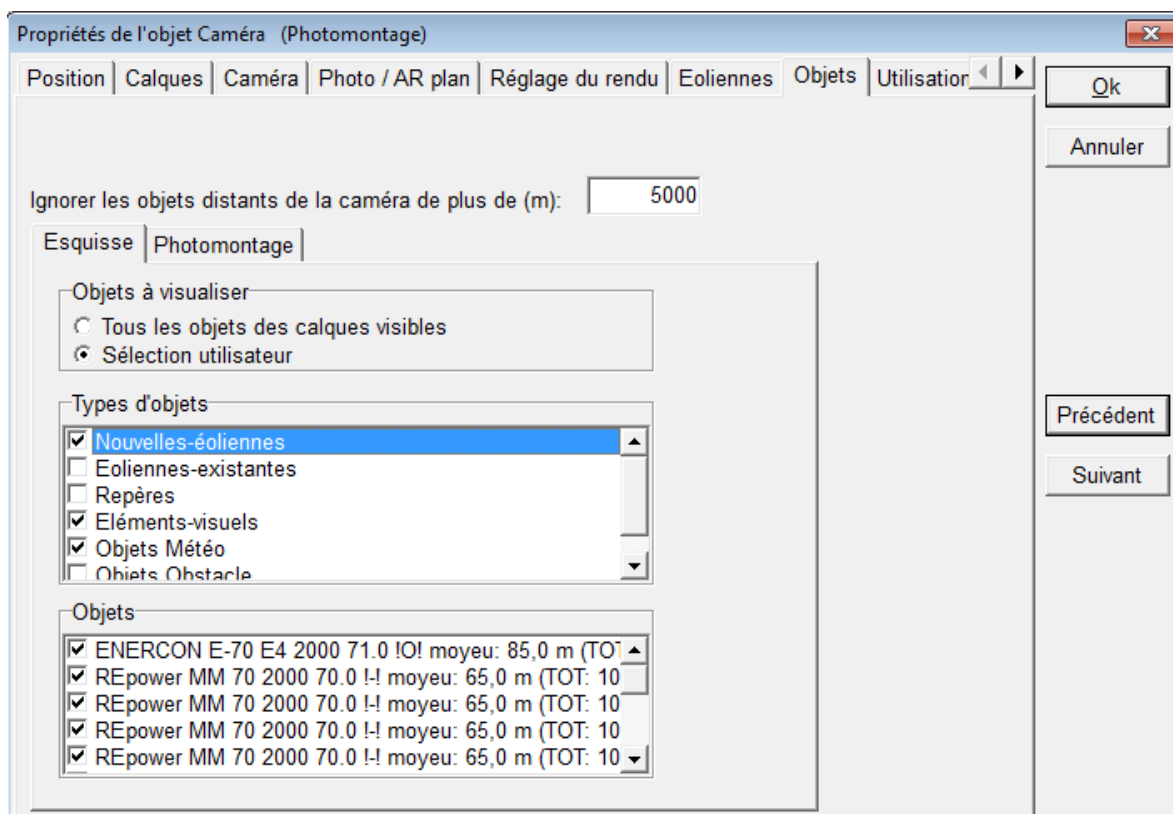 Propriétés de l'objet Caméra (Photomontage)
Position Calques Caméra Photo / AR plan Réglage du rendu Eoliennes Objets Utilisation
Ok
Annuler
Ignorer les objets distants de la caméra de plus de (m): 5000
Esquisse Photomontage
Objets à visualiser
Tous les objets des calques visibles
Sélection utilisateur
Types d'objets
Nouvelles-éoliennes
Eoliennes-existantes
Repères
Eléments-visuels
Objets Météo
Objets Obstacle
Précédent
Suivant
Objets
ENERCON E-70 E4 2000 71.0 !O! moyeu: 85,0 m (TOT
REpower MM 70 2000 70.0 !-! moyeu: 65,0 m (TOT: 10
REpower MM 70 2000 70.0 !-! moyeu: 65,0 m (TOT: 10
REpower MM 70 2000 70.0 !-! moyeu: 65,0 m (TOT: 10
REpower MM 70 2000 70.0 !-! moyeu: 65,0 m (TOT: 10